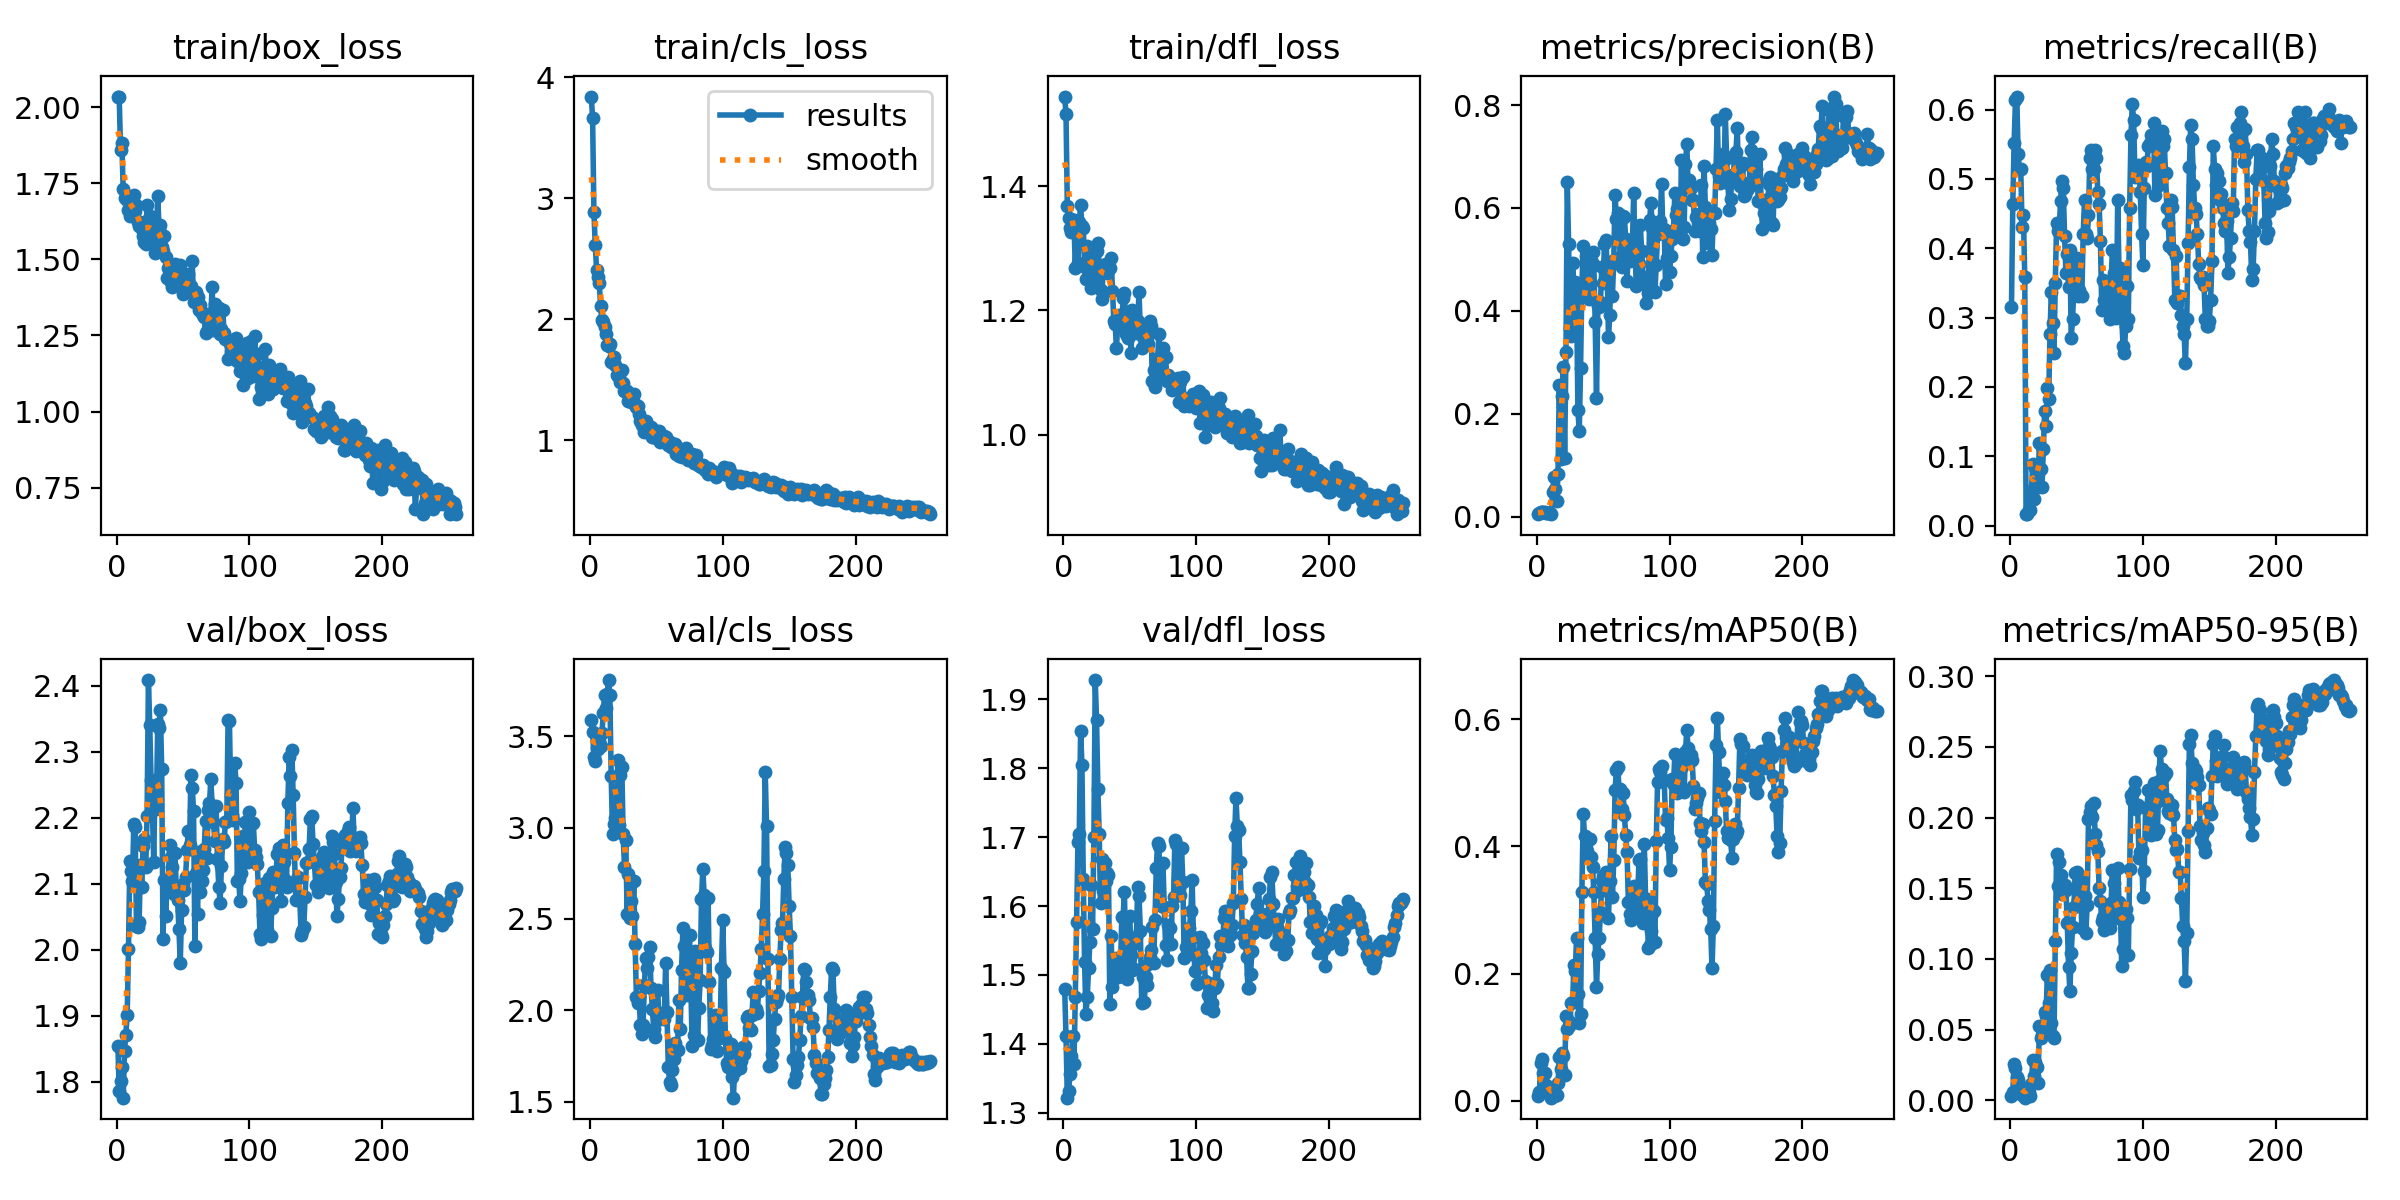 train/box_loss
2.00
1.75
1.50
1.25
1.00
0.75
0 100 200
train/cls_loss
results
smooth
4
3
2
1
0 100 200
train/dfl_loss
1.4
1.2
1.0
0 100 200
metrics/precision(B)
0.8
0.6
0.4
0.2
0.0
0 100 200
metrics/recall(B)
0.6
0.5
0.4
0.3
0.2
0.1
0.0
0 100 200
val/box_loss
2.4
2.3
2.2
2.1
2.0
1.9
1.8
0 100 200
val/cls_loss
3.5
3.0
2.5
2.0
1.5
0 100 200
val/dfl_loss
1.9
1.8
1.7
1.6
1.5
1.4
1.3
0 100 200
metrics/mAP50(B)
0.6
0.4
0.2
0.0
0 100 200
metrics/mAP50-95(B)
0.30
0.25
0.20
0.15
0.10
0.05
0.00
0 100 200